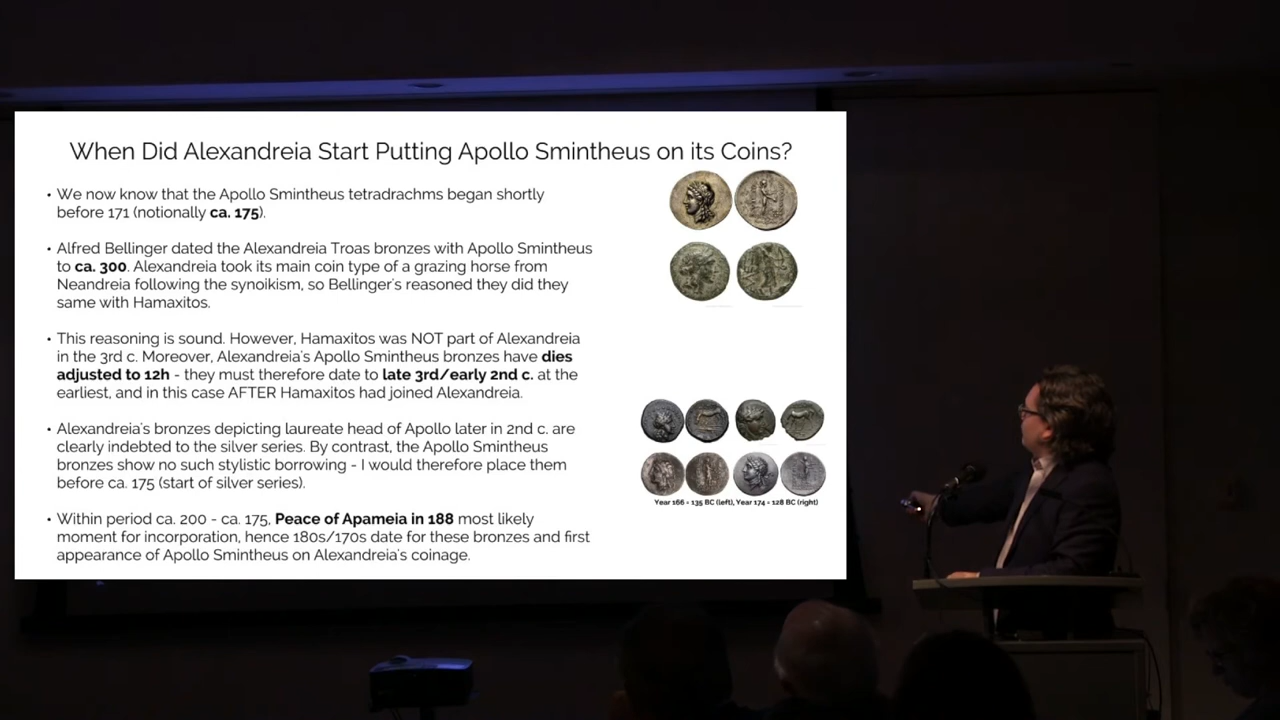 When Did Alexandreia Start Putting Apollo Smintheus on its Coins?
• We now know that the Apollo Smintheus tetradrachms began shortly
before 171 (notionally ca. 175).
• Alfred Bellinger dated the Alexandreia Troas bronzes with Apollo Smintheus
to ca. 300. Alexandreia took its main coin type of a grazing horse from
Neandreia following the synoikism, so Bellinger's reasoned they did they
same with Hamaxitos.
• This reasoning is sound. However, Hamaxitos was NOT part of Alexandreia
in the 3rd c. Moreover, Alexandreia's Apollo Smintheus bronzes have dies
adjusted to 12h - they must therefore date to late 3rd/early 2nd c. at the
earliest, and in this case AFTER Hamaxitos had joined Alexandreia.
• Alexandreia's bronzes depicting laureate head of Apollo later in 2nd c. are
clearly indebted to the silver series. By contrast, the Apollo Smintheus
bronzes show no such stylistic borrowing - I would therefore place them
before ca. 175 (start of silver series).
• Within period ca. 200 - ca. 175, Peace of Apameia in 188 most likely
moment for incorporation, hence 180s/170s date for these bronzes and first
appearance of Apollo Smintheus on Alexandreia's coinage.
Year 166 = 135 BC (left), Year 174 = 128 BC (right)